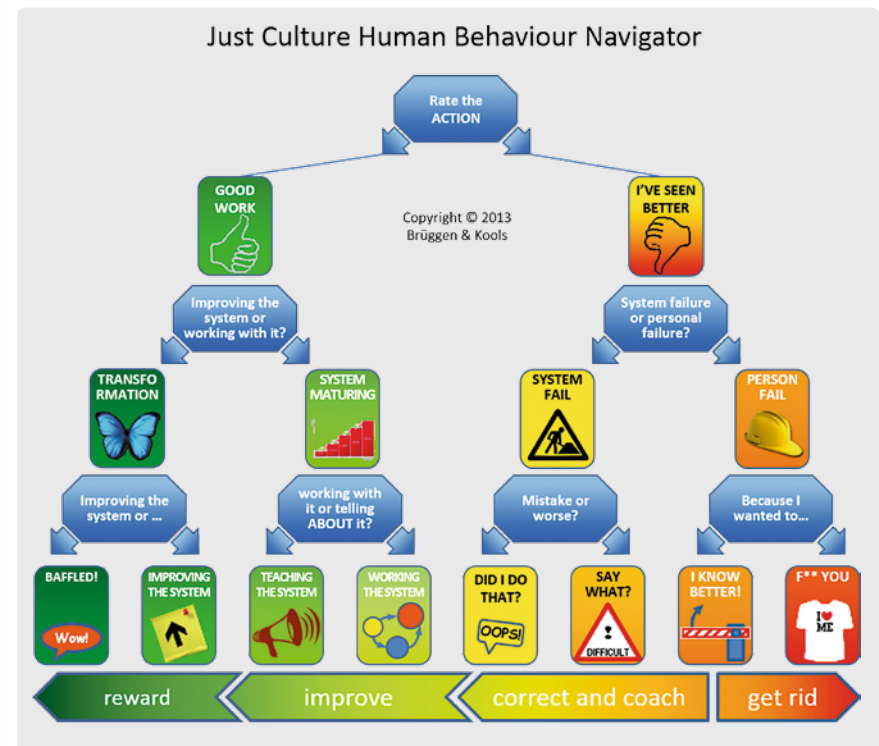 Just Culture Human Behaviour Navigator
Rate the
ACTION
GOOD
WORK
I'VE SEEN
BETTER
Copyright © 2013
Brüggen & Kools
Improving the
system or
working with it?
System failure
or personal
failure?
TRANSFO
RMATION
SYSTEM
MATURING
SYSTEM
FAIL
PERSON
FAIL
Improving the
system or ...
working with
it or telling
ABOUT it?
Mistake or
worse?
Because I
wanted to...
BAFFLED!
Wow!
IMPROVING
THE SYSTEM
TEACHING
THE SYSTEM
WORKING
THE SYSTEM
DID I DO
THAT?
OOPS!
SAY
WHAT?
!
DIFFICULT
I KNOW
BETTER!
F** YOU
I ❤
ME
reward
improve
correct and coach
get rid